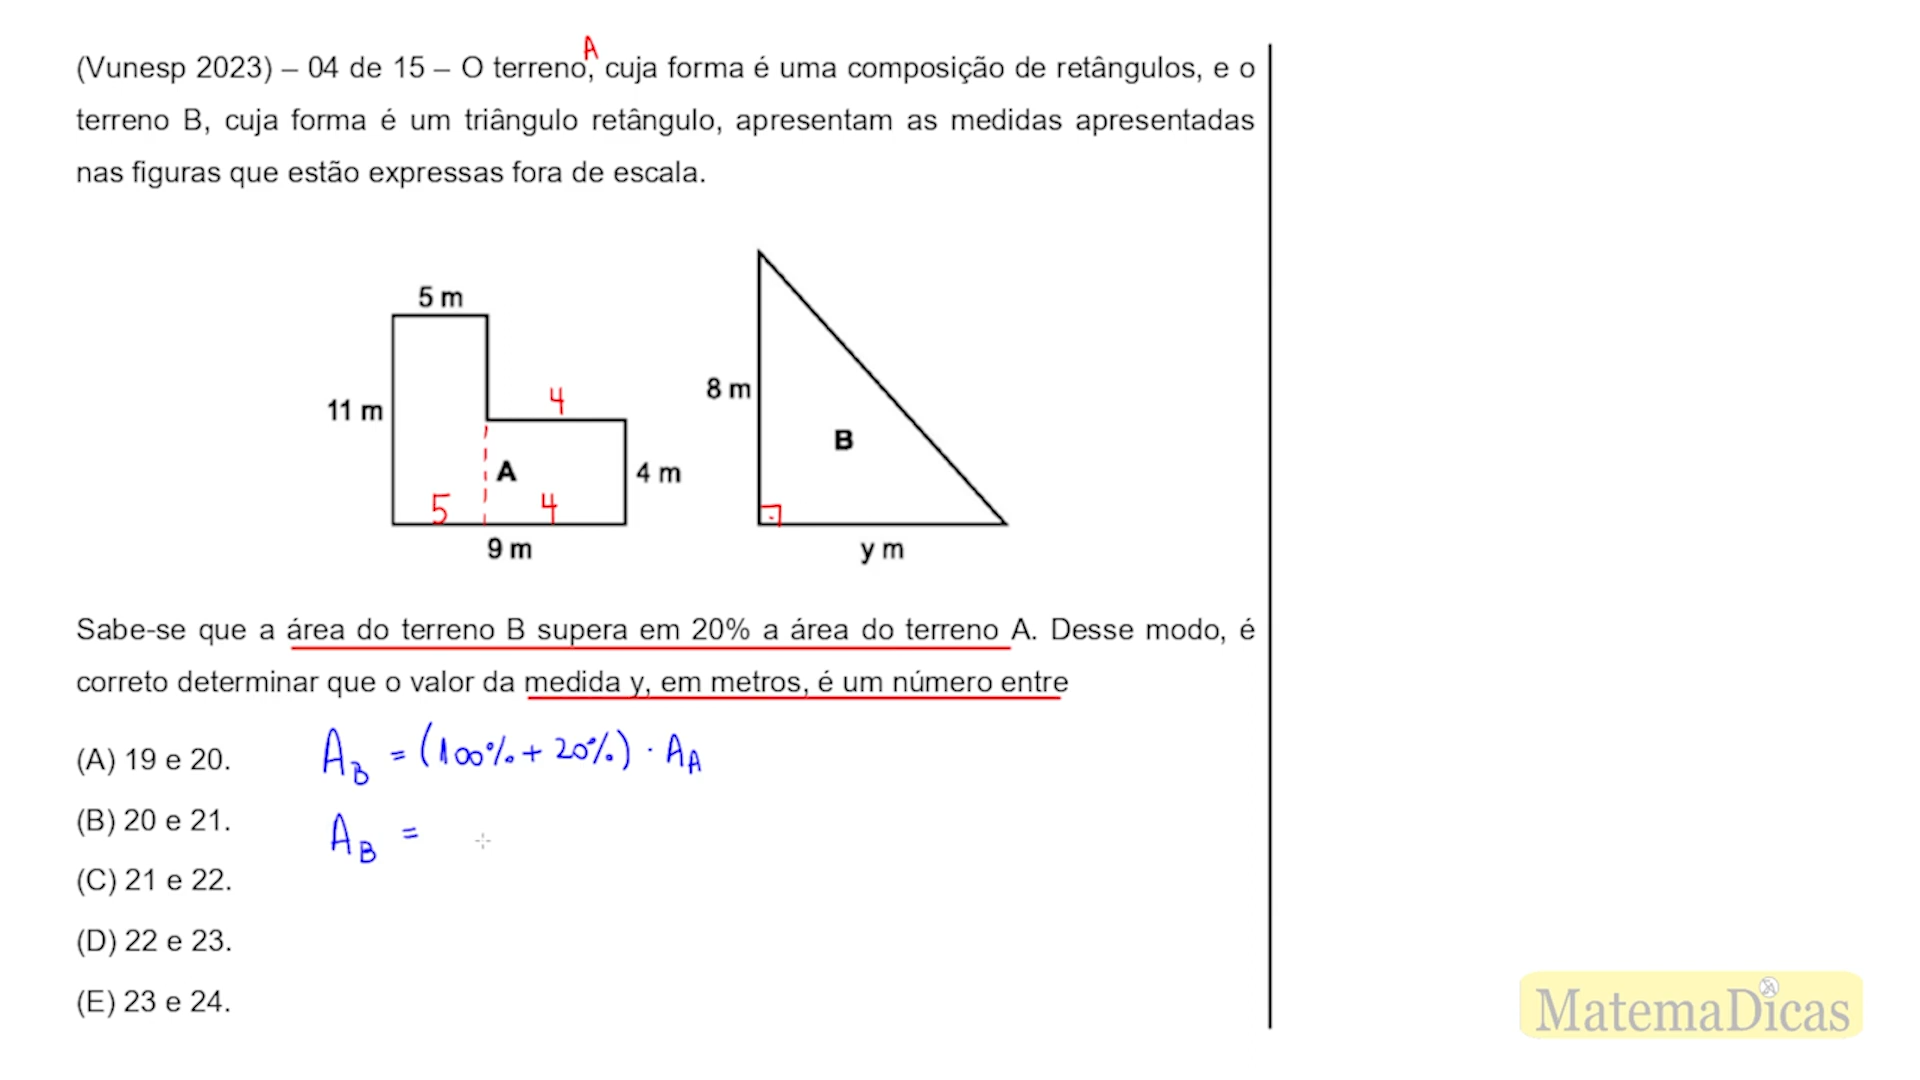 A
(Vunesp 2023) – 04 de 15 – O terreno, cuja forma é uma composição de retângulos, e o
terreno B, cuja forma é um triângulo retângulo, apresentam as medidas apresentadas
nas figuras que estão expressas fora de escala.
5 m
11 m
4
A
4 m
5
4
9 m
8 m
B
y m
Sabe-se que a área do terreno B supera em 20% a área do terreno A. Desse modo, é
correto determinar que o valor da medida y, em metros, é um número entre
(A) 19 e 20.
(B) 20 e 21.
(C) 21 e 22.
(D) 22 e 23.
(E) 23 e 24.
A_B = (100% + 20%) · A_A
A_B =
MatemaDicas